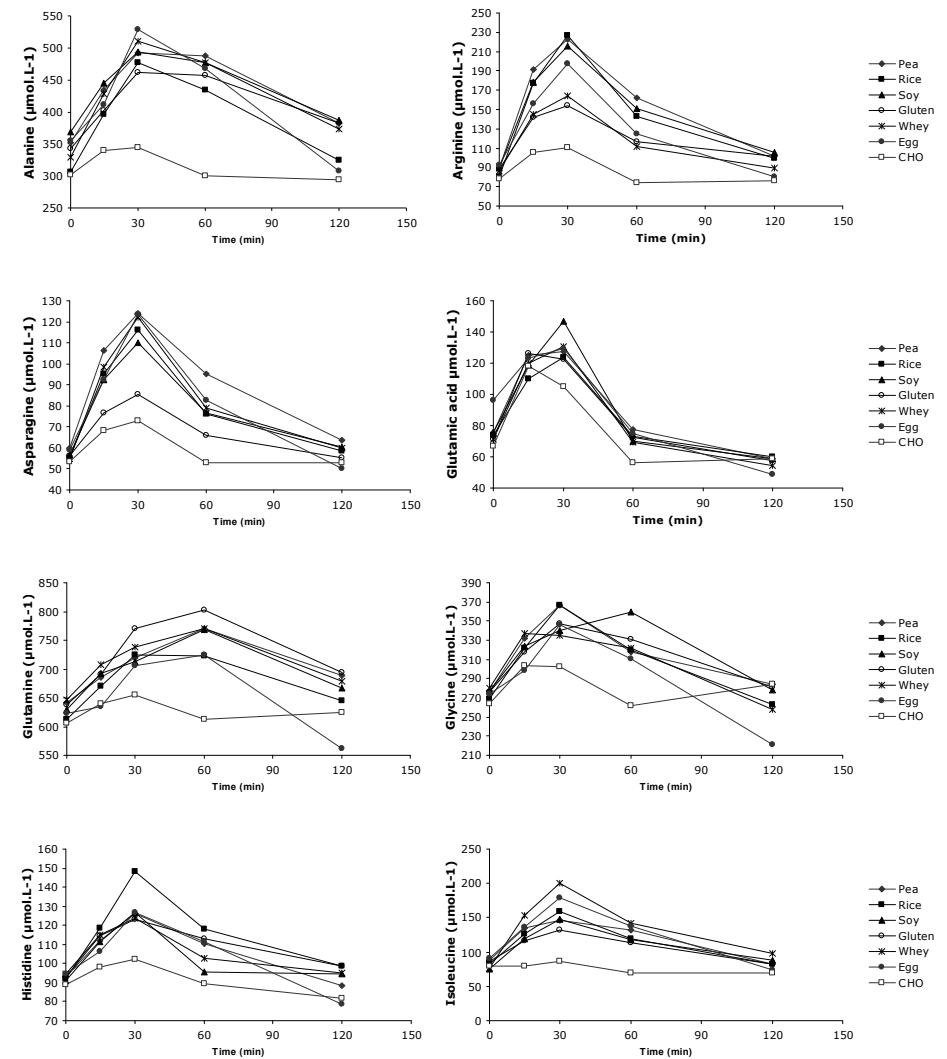 Alanine (µmol.L-1)
550
500
450
400
350
300
250
0
30
60
90
120
150
Time (min)
Arginine (µmol.L-1)
250
230
210
190
170
150
130
110
90
70
50
0
30
60
90
120
150
Time (min)
Pea
Rice
Soy
Gluten
Whey
Egg
CHO
Asparagine (µmol.L-1)
130
120
110
100
90
80
70
60
50
40
0
30
60
90
120
150
Time (min)
Glutamic acid µmol.L-1)
160
140
120
100
80
60
40
0
30
60
90
120
150
Time (min)
Pea
Rice
Soy
Gluten
Whey
Egg
CHO
Glutamine (µmol.L-1)
850
800
750
700
650
600
550
0
30
60
90
120
150
Time (min)
Glycine (µmol.L-1)
390
370
350
330
310
290
270
250
230
210
0
30
60
90
120
150
Time (min)
Pea
Rice
Soy
Gluten
Whey
Egg
CHO
Histidine (µmol.L-1)
160
150
140
130
120
110
100
90
80
70
0
30
60
90
120
150
Time (min)
Isoleucine (µmol.L-1)
250
200
150
100
50
0
0
30
60
90
120
150
Time (min)
Pea
Rice
Soy
Gluten
Whey
Egg
CHO